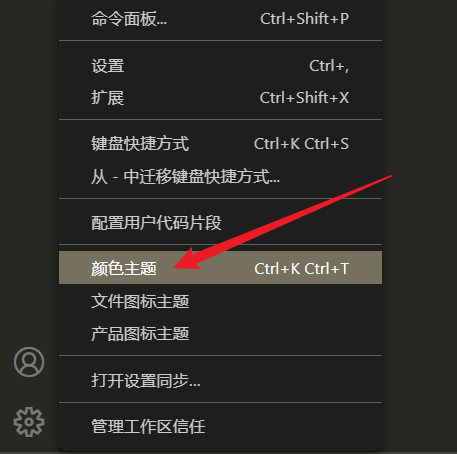 命令面板... Ctrl+Shift+P
设置 Ctrl+,
扩展 Ctrl+Shift+X
键盘快捷方式 Ctrl+K Ctrl+S
从 - 中迁移键盘快捷方式...
配置用户代码片段
颜色主题 Ctrl+K Ctrl+T
文件图标主题
产品图标主题
打开设置同步...
管理工作区信任